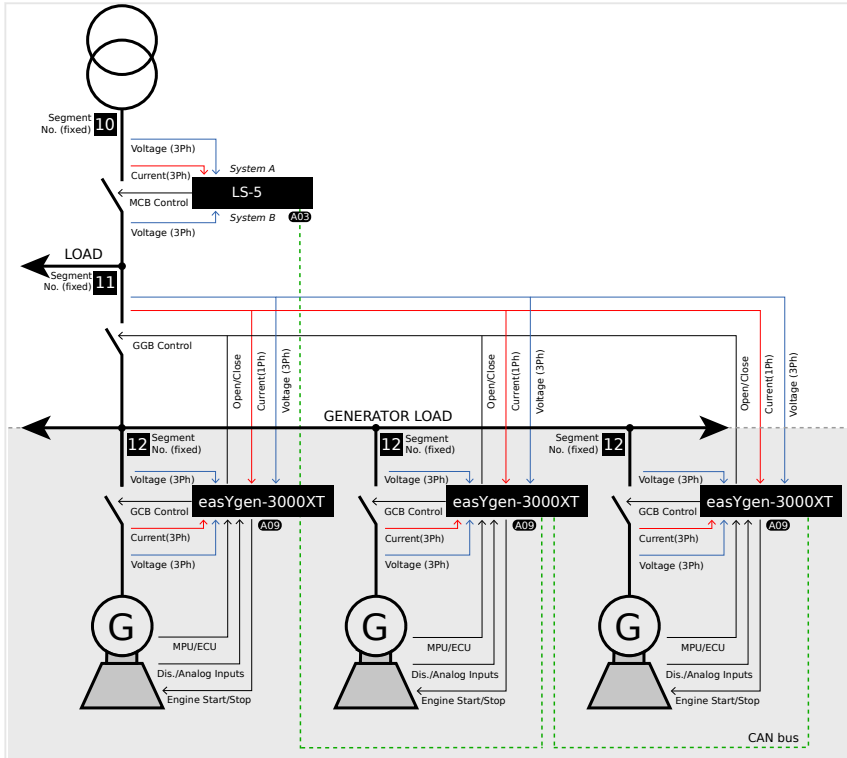 Segment
No. (fixed)
10
Voltage (3Ph)
Current(3Ph)
System A
LS-5
MCB Control
System B
A03
Voltage (3Ph)
LOAD
Segment
No. (fixed)
11
GGB Control
Open/Close
Current(1Ph)
Voltage (3Ph)
Open/Close
Current(1Ph)
Voltage (3Ph)
Open/Close
Current(1Ph)
Voltage (3Ph)
GENERATOR LOAD
12
Segment
No. (fixed)
12
Segment
No. (fixed)
Segment
No. (fixed)
12
Voltage (3Ph)
easYgen-3000XT
GCB Control
A09
Current(3Ph)
Voltage (3Ph)
Voltage (3Ph)
easYgen-3000XT
GCB Control
A09
Current(3Ph)
Voltage (3Ph)
Voltage (3Ph)
easYgen-3000XT
GCB Control
A09
Current(3Ph)
Voltage (3Ph)
G
MPU/ECU
Dis./Analog Inputs
Engine Start/Stop
G
MPU/ECU
Dis./Analog Inputs
Engine Start/Stop
G
MPU/ECU
Dis./Analog Inputs
Engine Start/Stop
CAN bus